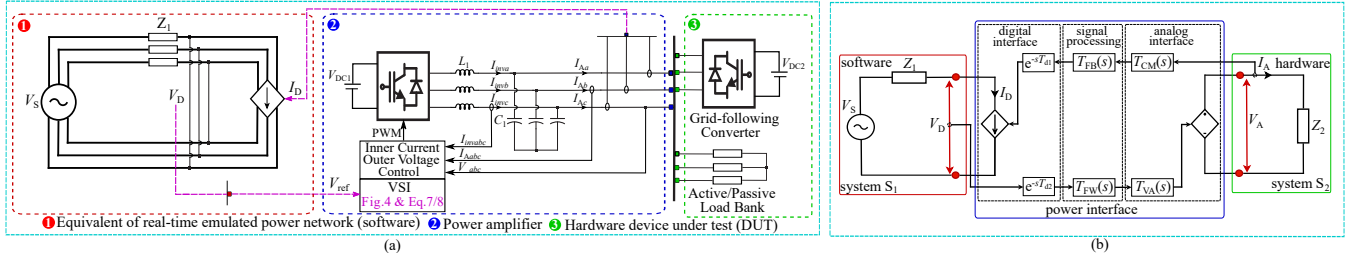 ❶
Z1
VS
VD
ID
Vref
❷
VDC1
PWM
L1
Iinva
Iinvb
Iinvc
C1
IAa
IAb
IAc
Iinvabc
IAabc
Vabc
Inner Current
Outer Voltage
Control
VSI
Fig.4 & Eq.7/8
❸
VDC2
Grid-following
Converter
Active/Passive
Load Bank
❶ Equivalent of real-time emulated power network (software) ❷ Power amplifier ❸ Hardware device under test (DUT)
(a)
software
Z1
VS
VD
ID
system S1
digital
interface
signal
processing
analog
interface
e-sTd1
TFB(s)
TCM(s)
e-sTd2
TFW(s)
TVA(s)
power interface
IA
hardware
VA
Z2
system S2
(b)